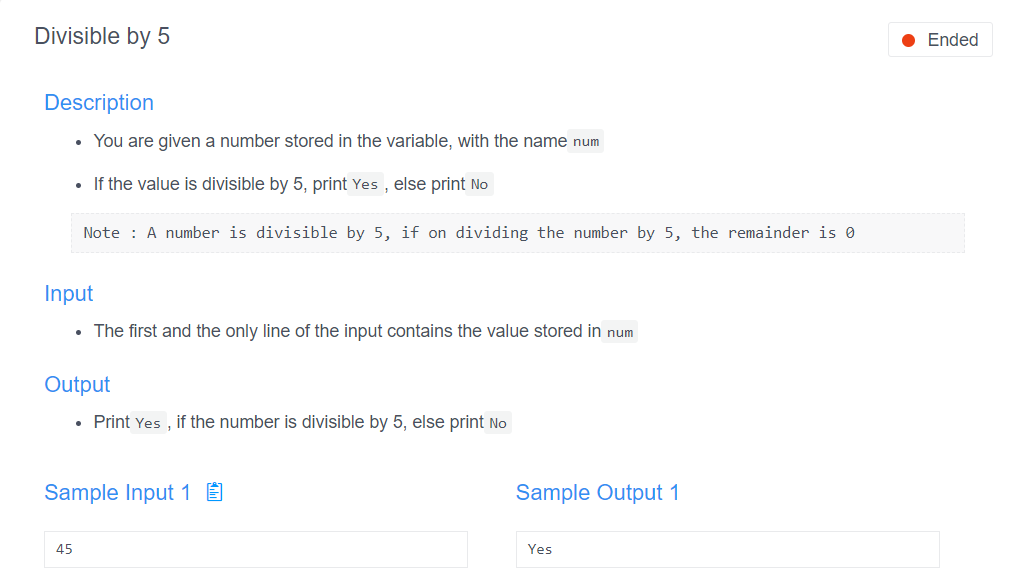 Divisible by 5
Ended
Description
You are given a number stored in the variable, with the name num
If the value is divisible by 5, print Yes , else print No
Note : A number is divisible by 5, if on dividing the number by 5, the remainder is 0
Input
The first and the only line of the input contains the value stored in num
Output
Print Yes , if the number is divisible by 5, else print No
Sample Input 1
Sample Output 1
45
Yes